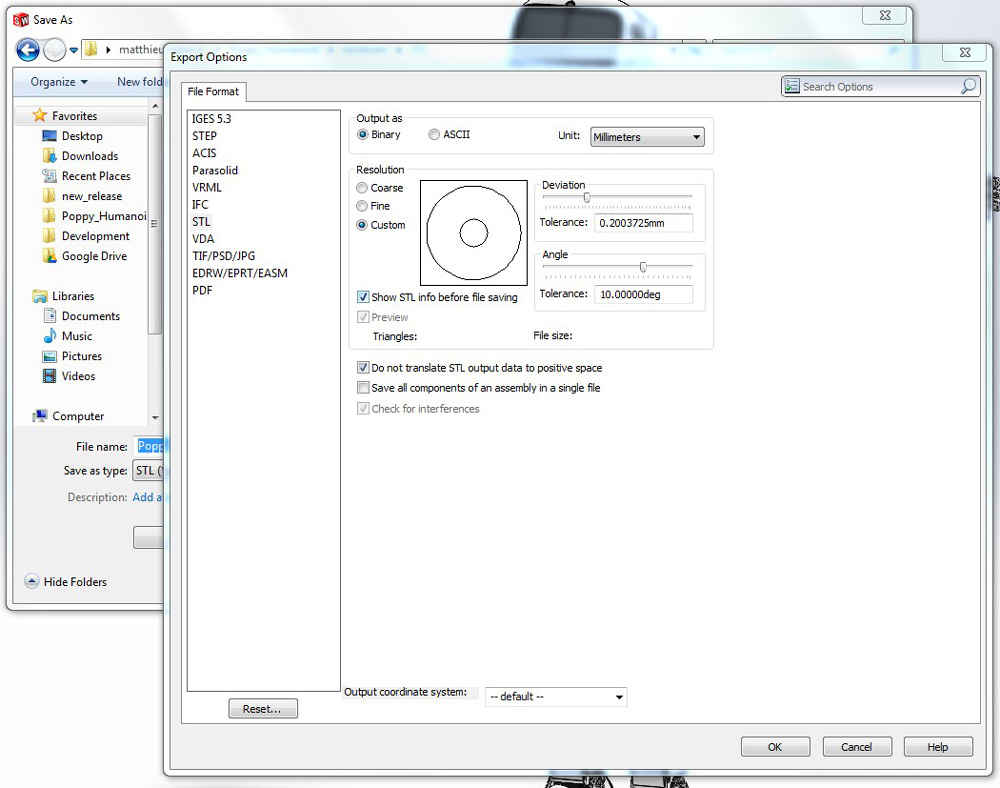 Save As
matthieu
Organize
New fold
Favorites
Desktop
Downloads
Recent Places
new_release
Poppy_Humanoi
Development
Google Drive
Libraries
Documents
Music
Pictures
Videos
Computer
File name: Popp
Save as type: STL (*
Description: Add a
Hide Folders
Export Options
File Format
Search Options
IGES 5.3
STEP
ACIS
Parasolid
VRML
IFC
STL
VDA
TIF/PSD/JPG
EDRW/EPRT/EASM
PDF
Reset...
Output as
Binary
ASCII
Unit: Millimeters
Resolution
Coarse
Fine
Custom
Deviation
Tolerance: 0.2003725mm
Angle
Tolerance: 10.00000deg
Show STL info before file saving
Preview
Triangles:
File size:
Do not translate STL output data to positive space
Save all components of an assembly in a single file
Check for interferences
Output coordinate system: -- default --
OK
Cancel
Help